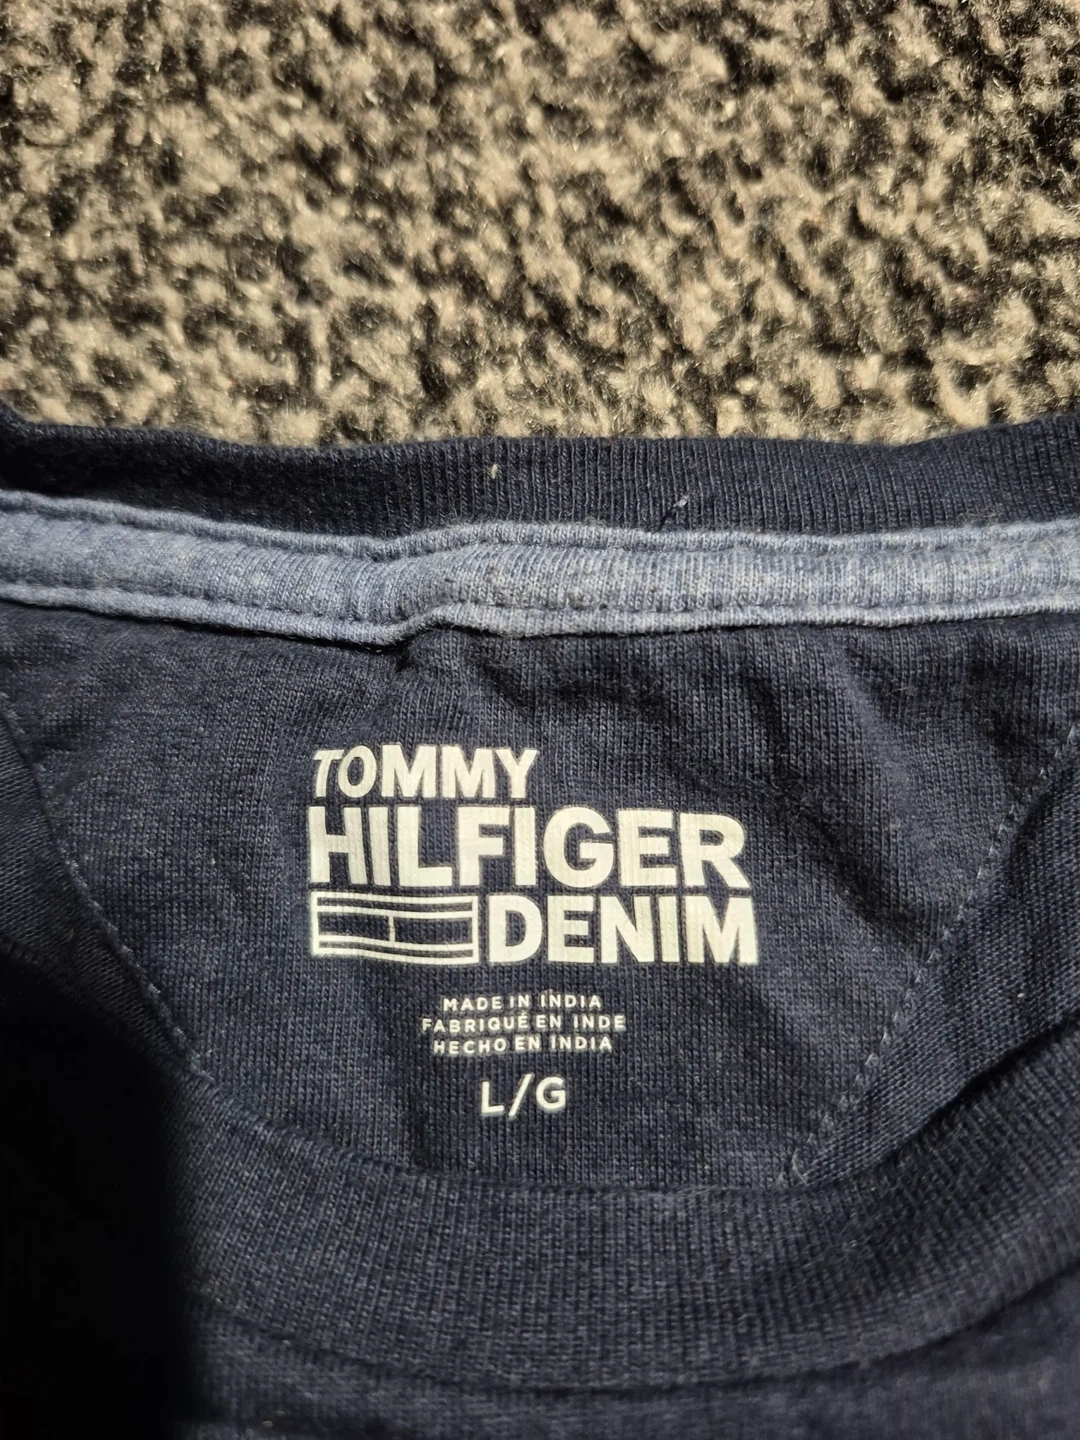 TOMMY
HILFIGER
DENIM
MADE IN INDIA
FABRIQUÉ EN INDE
HECHO EN INDIA
L/G